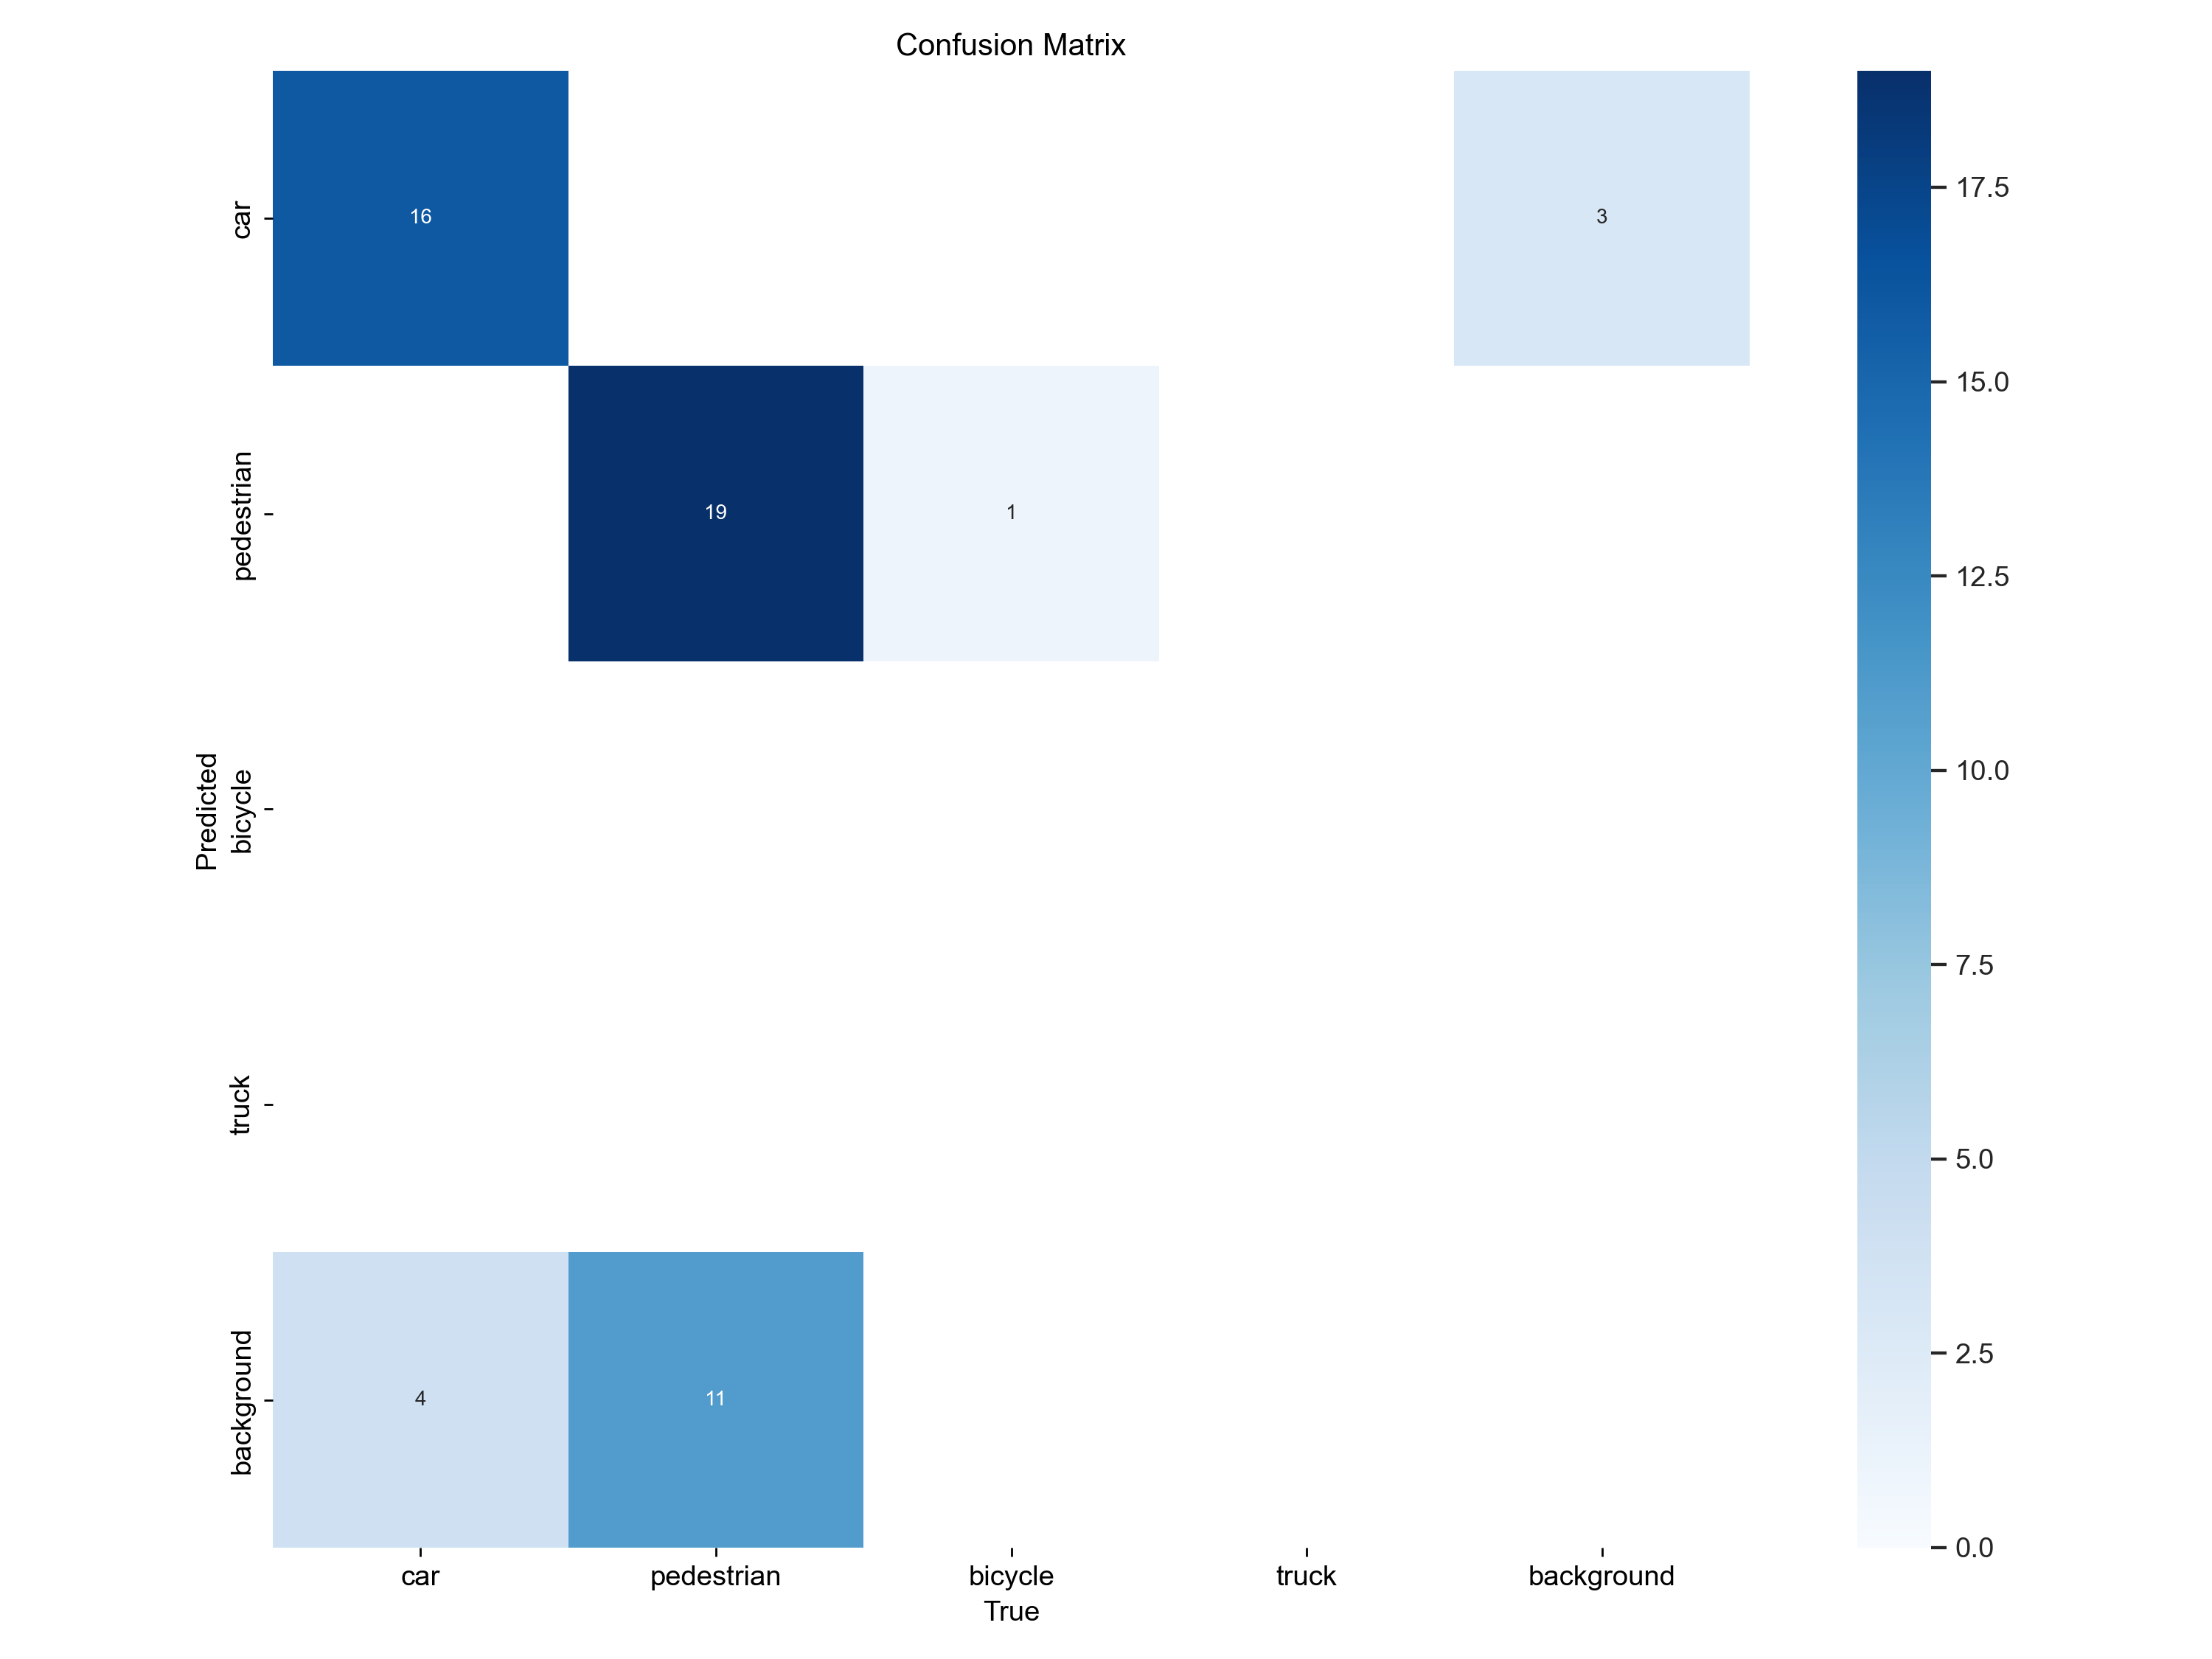 Confusion Matrix
car
16
3
17.5
15.0
pedestrian
19
1
12.5
10.0
Predicted
bicycle
7.5
truck
5.0
background
4
11
2.5
0.0
car
pedestrian
bicycle
truck
background
True